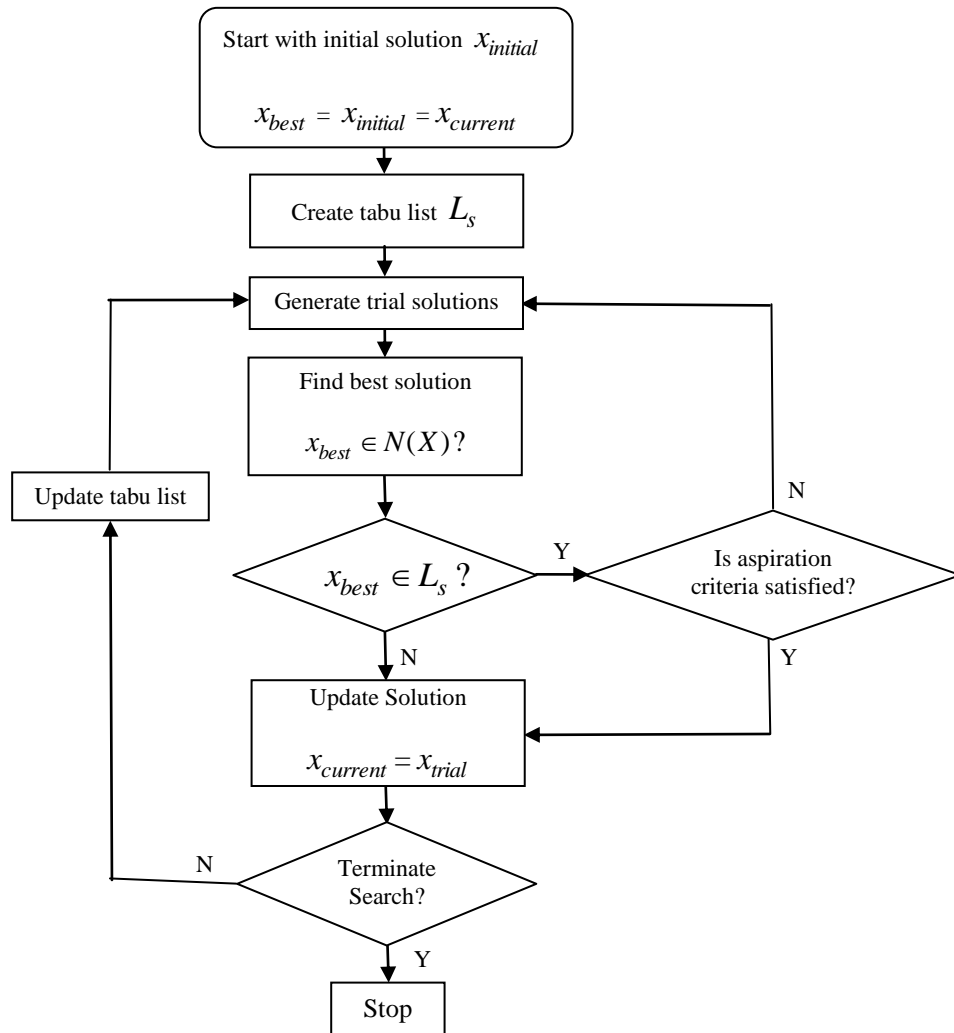 Start with initial solution x_initial
x_best = x_initial = x_current
Create tabu list L_s
Generate trial solutions
Find best solution
x_best ∈ N(X)?
Update tabu list
N
x_best ∈ L_s ?
Y
Is aspiration
criteria satisfied?
N
Y
Update Solution
x_current = x_trial
N
Terminate
Search?
Y
Stop